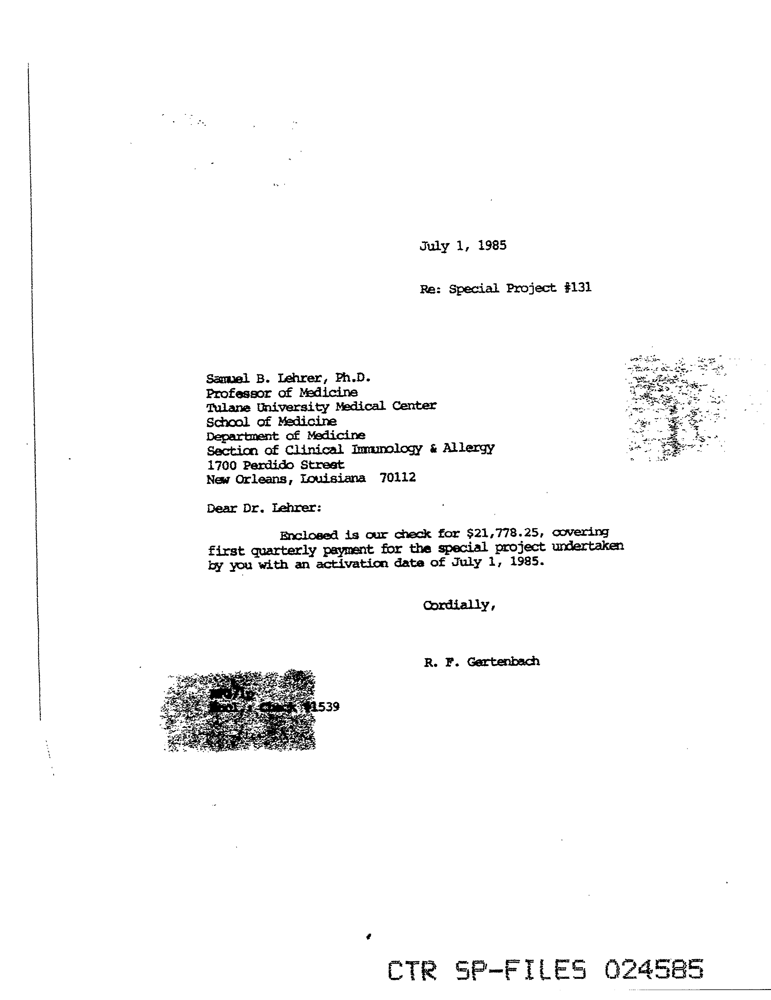 July 1, 1985
Re: Special Project #131
Samuel B. Lehrer, Ph.D.
Professor of Medicine
Tulane University Medical Center
School of Medicine
Department of Medicine
Section of Clinical Immunology & Allergy
1700 Perdido Street
New Orleans, Louisiana 70112
Dear Dr. Lehrer:
Enclosed is our check for $21,778.25, covering
first quarterly payment for the special project undertaken
by you with an activation date of July 1, 1985.
Cordially,
R. F. Gertenbach
Check #1539
CTR SP-FILES 024585